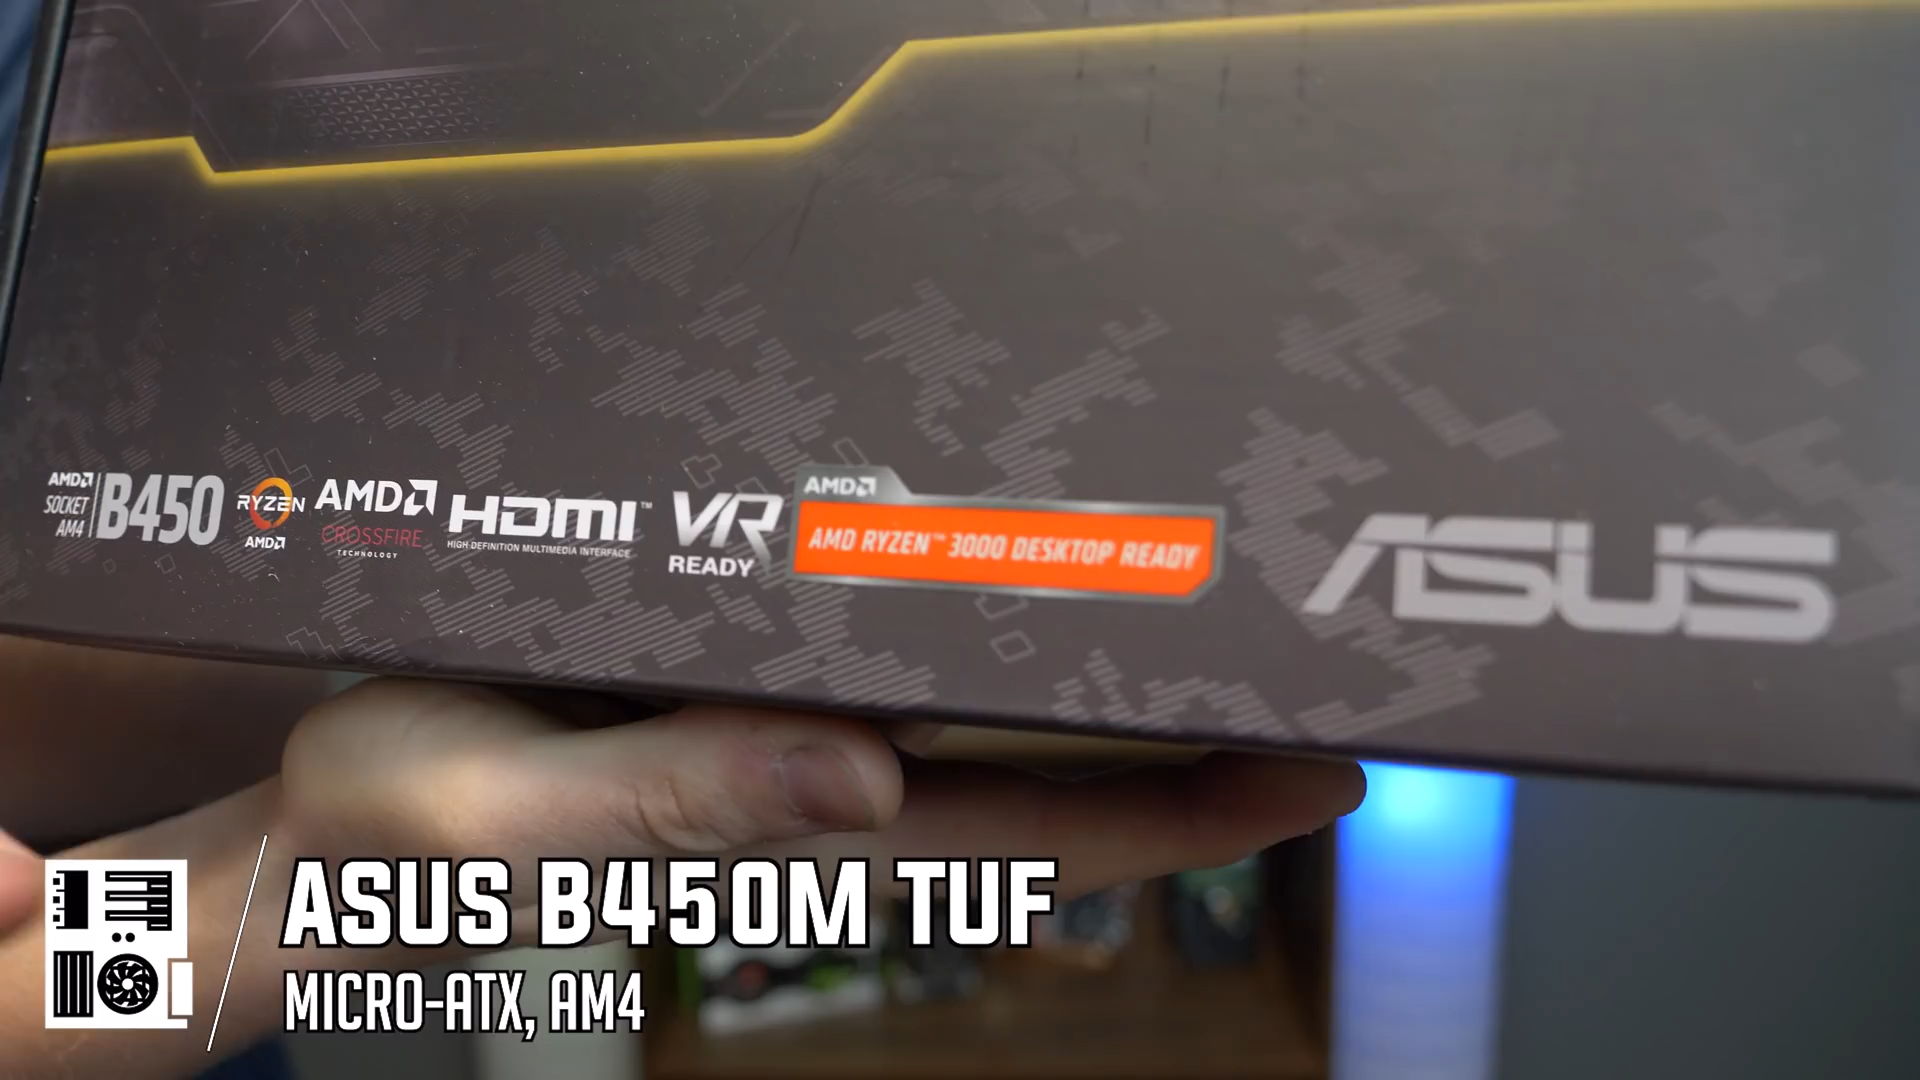 AMD SOCKET AM4 B450
RYZEN AMD
AMD CROSSFIRE TECHNOLOGY
HDMI™ HIGH-DEFINITION MULTIMEDIA INTERFACE
VR READY
AMD
AMD RYZEN™ 3000 DESKTOP READY
ASUS
ASUS B450M TUF
MICRO-ATX, AM4